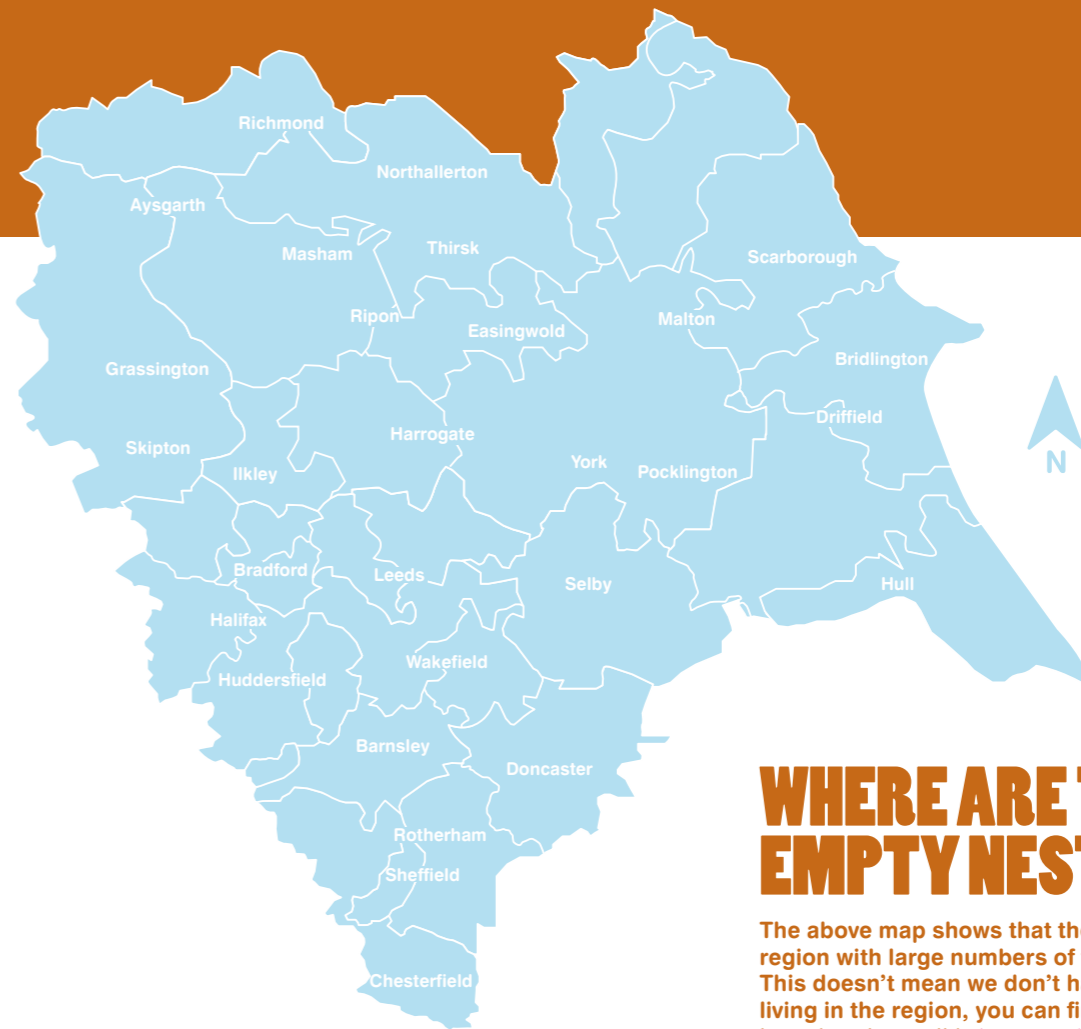 Richmond
Northallerton
Aysgarth
Masham
Thirsk
Scarborough
Ripon
Easingwold
Malton
Grassington
Bridlington
Driffield
Harrogate
Skipton
Ilkley
York
Pocklington
N
Bradford
Leeds
Selby
Hull
Halifax
Wakefield
Huddersfield
Barnsley
Doncaster
Rotherham
Sheffield
Chesterfield
WHERE ARE
EMPTY NES
The above map shows that the
region with large numbers of
This doesn’t mean we don’t h
living in the region, you can fi